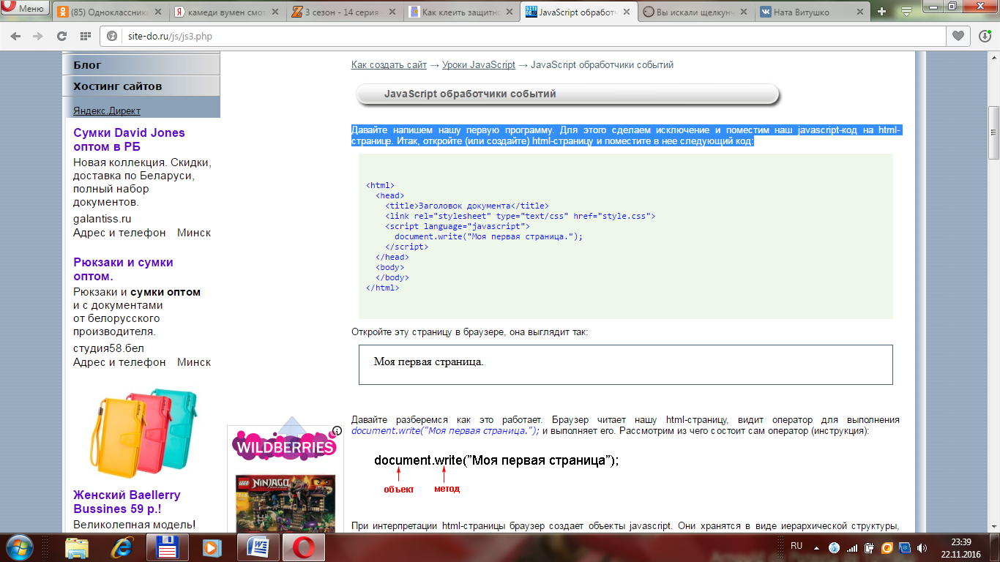 Меню
(85) Одноклассники
камеди вумен смот
3 сезон - 14 серия
Как клеить защитно
JavaScript обработч
Вы искали щелкунч
Ната Витушко
site-do.ru/js/js3.php
Блог
Хостинг сайтов
Яндекс.Директ
Сумки David Jones
оптом в РБ
Новая коллекция. Скидки,
доставка по Беларуси,
полный набор
документов.
galantiss.ru
Адрес и телефон Минск
Рюкзаки и сумки
оптом.
Рюкзаки и сумки оптом
и с документами
от белорусского
производителя.
студия58.бел
Адрес и телефон Минск
Женский Baellerry
Bussines 59 р.!
Великолепная модель!
WILDBERRIES
LEGO NINJAGO
Как создать сайт → Уроки JavaScript → JavaScript обработчики событий
JavaScript обработчики событий
Давайте напишем нашу первую программу. Для этого сделаем исключение и поместим наш javascript-код на html-
странице. Итак, откройте (или создайте) html-страницу и поместите в нее следующий код:
<html>
<head>
<title>Заголовок документа</title>
<link rel="stylesheet" type="text/css" href="style.css">
<script language="javascript">
document.write("Моя первая страница.");
</script>
</head>
<body>
</body>
</html>
Откройте эту страницу в браузере, она выглядит так:
Моя первая страница.
Давайте разберемся как это работает. Браузер читает нашу html-страницу, видит оператор для выполнения
document.write("Моя первая страница."); и выполняет его. Рассмотрим из чего состоит сам оператор (инструкция):
document.write("Моя первая страница");
объект метод
При интерпретации html-страницы браузер создает объекты javascript. Они хранятся в виде иерархической структуры,
RU
23:39
22.11.2016